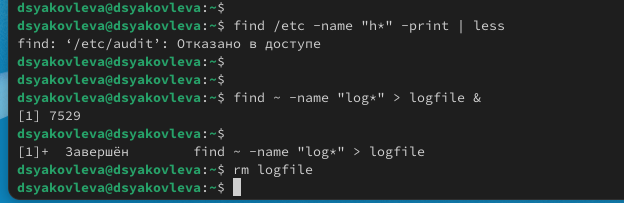 dsyakovleva@dsyakovleva:~$
dsyakovleva@dsyakovleva:~$ find /etc -name "h*" -print | less
find: ‘/etc/audit’: Отказано в доступе
dsyakovleva@dsyakovleva:~$
dsyakovleva@dsyakovleva:~$
dsyakovleva@dsyakovleva:~$ find ~ -name "log*" > logfile &
[1] 7529
dsyakovleva@dsyakovleva:~$
[1]+  Завершён        find ~ -name "log*" > logfile
dsyakovleva@dsyakovleva:~$ rm logfile
dsyakovleva@dsyakovleva:~$